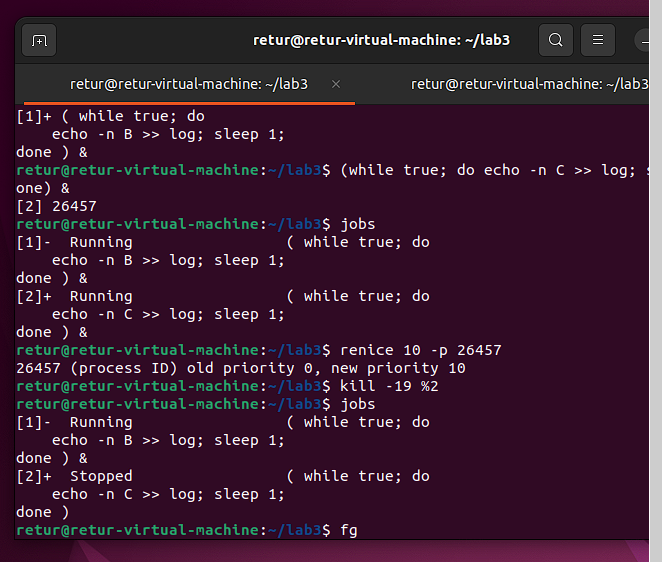 retur@retur-virtual-machine: ~/lab3
retur@retur-virtual-machine: ~/lab3 × retur@retur-virtual-machine: ~/lab3
[1]+ ( while true; do
    echo -n B >> log; sleep 1;
done ) &
retur@retur-virtual-machine:~/lab3$ (while true; do echo -n C >> log;
one) &
[2] 26457
retur@retur-virtual-machine:~/lab3$ jobs
[1]-  Running                 ( while true; do
    echo -n B >> log; sleep 1;
done ) &
[2]+  Running                 ( while true; do
    echo -n C >> log; sleep 1;
done ) &
retur@retur-virtual-machine:~/lab3$ renice 10 -p 26457
26457 (process ID) old priority 0, new priority 10
retur@retur-virtual-machine:~/lab3$ kill -19 %2
retur@retur-virtual-machine:~/lab3$ jobs
[1]-  Running                 ( while true; do
    echo -n B >> log; sleep 1;
done ) &
[2]+  Stopped                 ( while true; do
    echo -n C >> log; sleep 1;
done )
retur@retur-virtual-machine:~/lab3$ fg